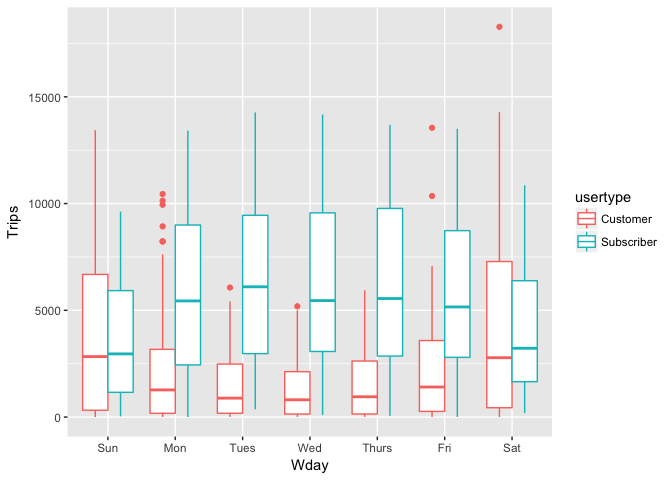 15000
10000
5000
0
Trips
Sun Mon Tues Wed Thurs Fri Sat
Wday
usertype
Customer
Subscriber